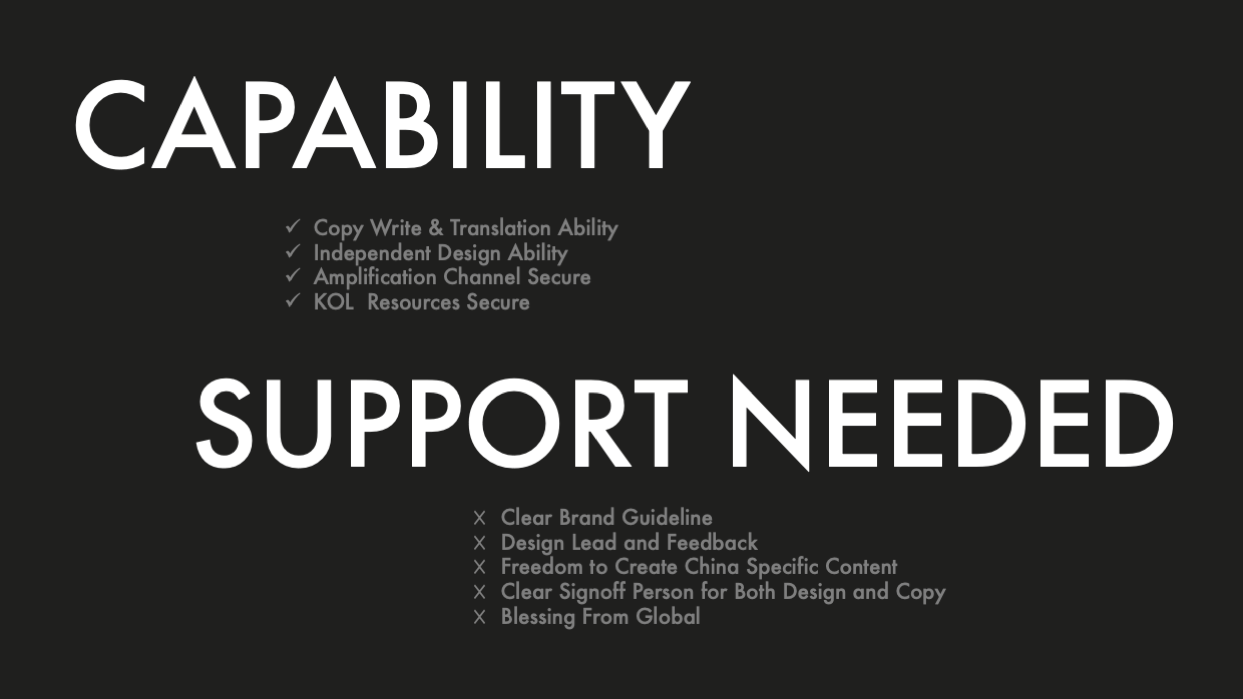 CAPABILITY
✓ Copy Write & Translation Ability
✓ Independent Design Ability
✓ Amplification Channel Secure
✓ KOL  Resources Secure
SUPPORT NEEDED
X Clear Brand Guideline
X Design Lead and Feedback
X Freedom to Create China Specific Content
X Clear Signoff Person for Both Design and Copy
X Blessing From Global